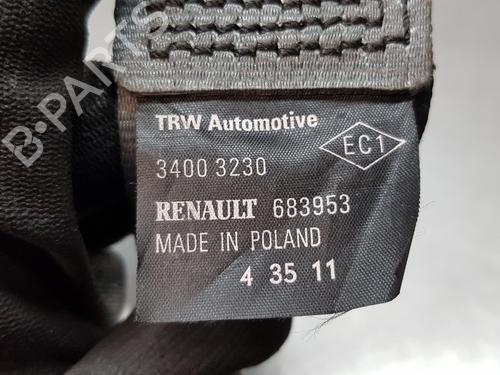 B-PARTS
TRW Automotive
EC1
3400 3230
RENAULT 683953
MADE IN POLAND
4 35 11